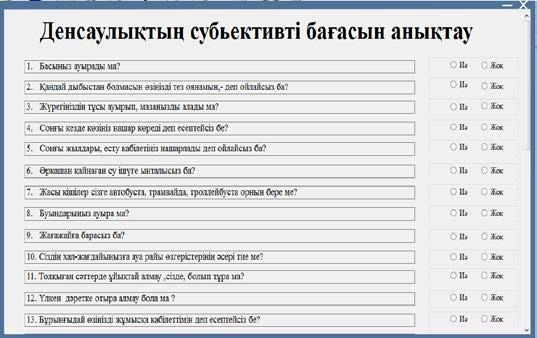 Денсаулықтың субъективті бағасын анықтау
1. Басыңыз ауырады ма? Иә Жоқ
2. Қандай дыбыстан болмасын өзіңізді тез оянамын,- деп ойлайсыз ба? Иә Жоқ
3. Жүрегіңіздің тұсы ауырып, мазаңызды алады ма? Иә Жоқ
4. Соңғы кезде көзіңіз нашар көреді деп есептейсіз бе? Иә Жоқ
5. Соңғы жылдары, есту қабілетіңіз нашарлады деп ойлайсыз ба? Иә Жоқ
6. Әрқашан қайнаған су ішуге ынталысыз ба? Иә Жоқ
7. Жасы кішілер сізге автобуста, трамвайда, троллейбуста орнын бере ме? Иә Жоқ
8. Буындарыңыз ауыра ма? Иә Жоқ
9. Жағажайға барасыз ба? Иә Жоқ
10. Сіздің хал-жағдайыңызға ауа райы өзгерістерінің әсері тие ме? Иә Жоқ
11. Толқыған сәттерде ұйықтай алмау ,сізде, болып тұра ма? Иә Жоқ
12. Үлкен дәретке отыра алмау бола ма ? Иә Жоқ
13. Бұрынғыдай өзіңізді жұмысқа қабілеттімін деп есептейсіз бе? Иә Жоқ